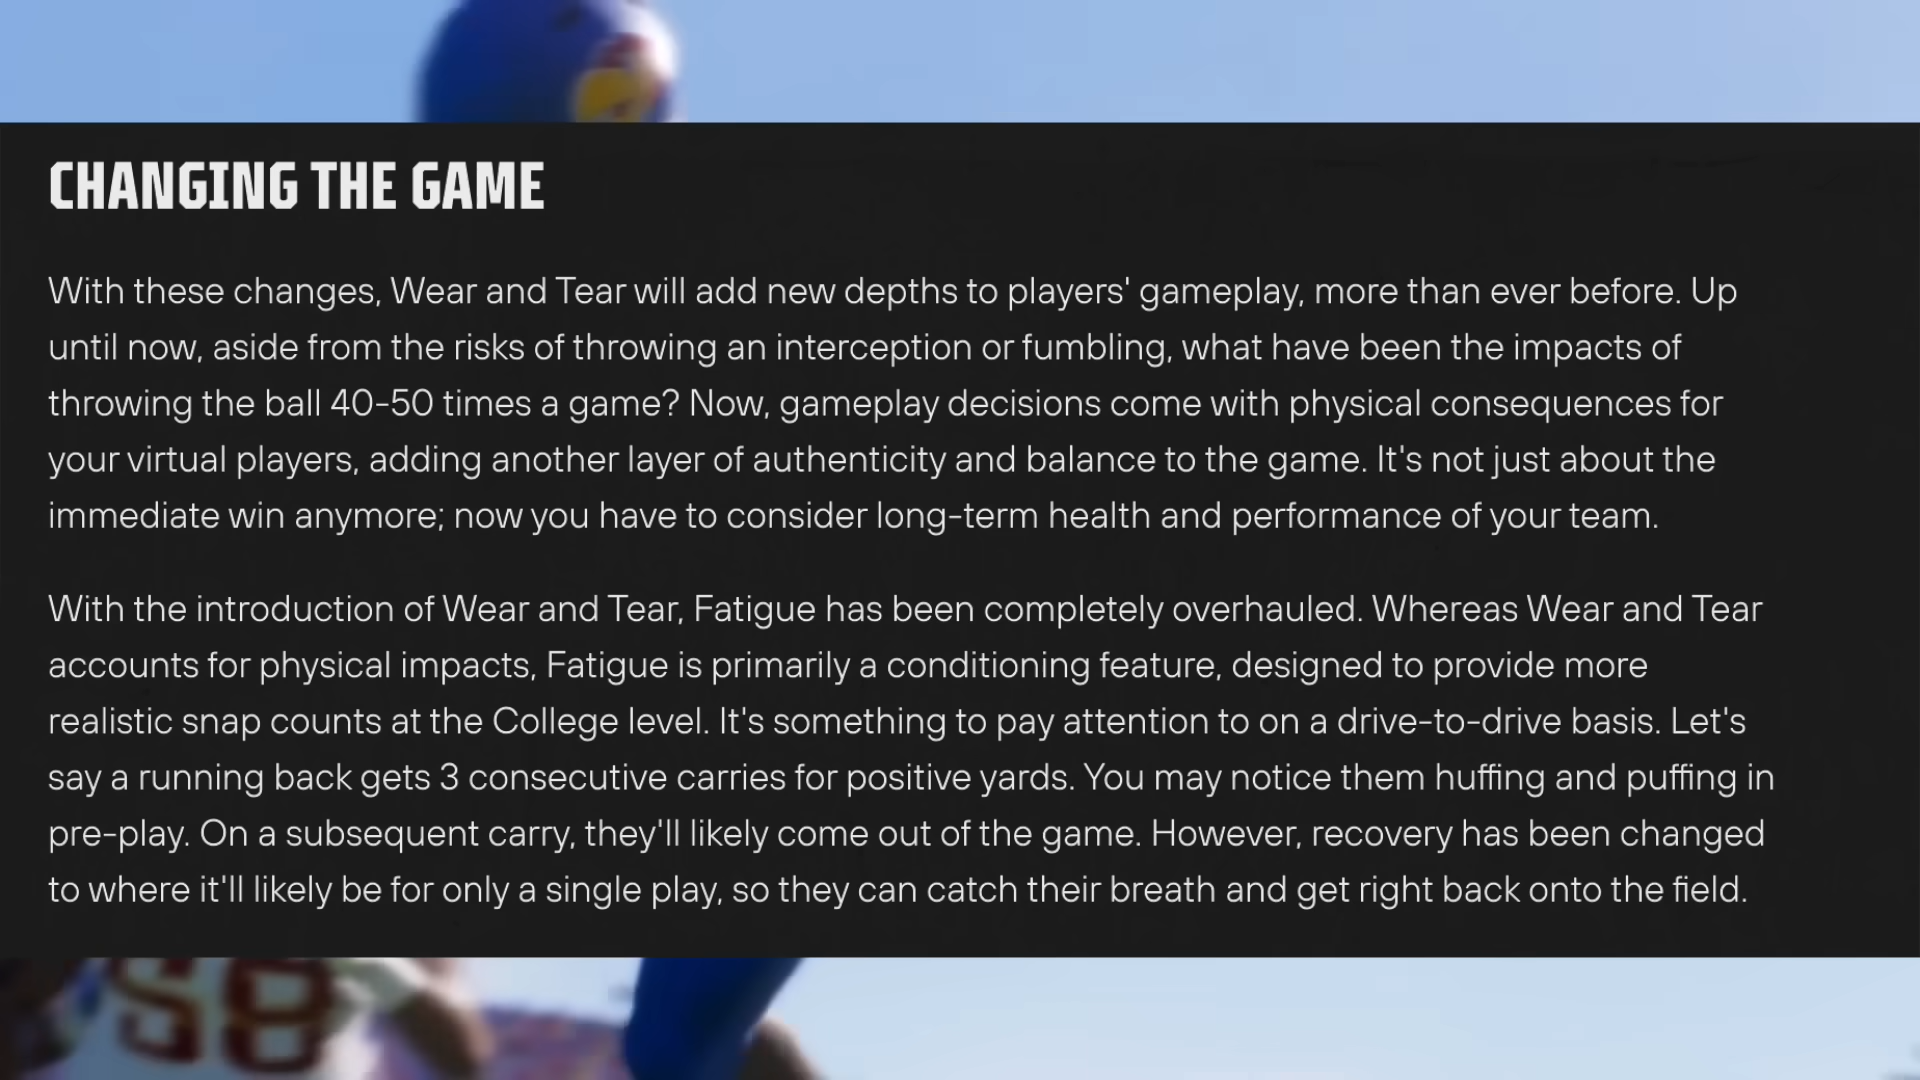 CHANGING THE GAME
With these changes, Wear and Tear will add new depths to players' gameplay, more than ever before. Up
until now, aside from the risks of throwing an interception or fumbling, what have been the impacts of
throwing the ball 40-50 times a game? Now, gameplay decisions come with physical consequences for
your virtual players, adding another layer of authenticity and balance to the game. It's not just about the
immediate win anymore; now you have to consider long-term health and performance of your team.
With the introduction of Wear and Tear, Fatigue has been completely overhauled. Whereas Wear and Tear
accounts for physical impacts, Fatigue is primarily a conditioning feature, designed to provide more
realistic snap counts at the College level. It's something to pay attention to on a drive-to-drive basis. Let's
say a running back gets 3 consecutive carries for positive yards. You may notice them huffing and puffing in
pre-play. On a subsequent carry, they'll likely come out of the game. However, recovery has been changed
to where it'll likely be for only a single play, so they can catch their breath and get right back onto the field.
58